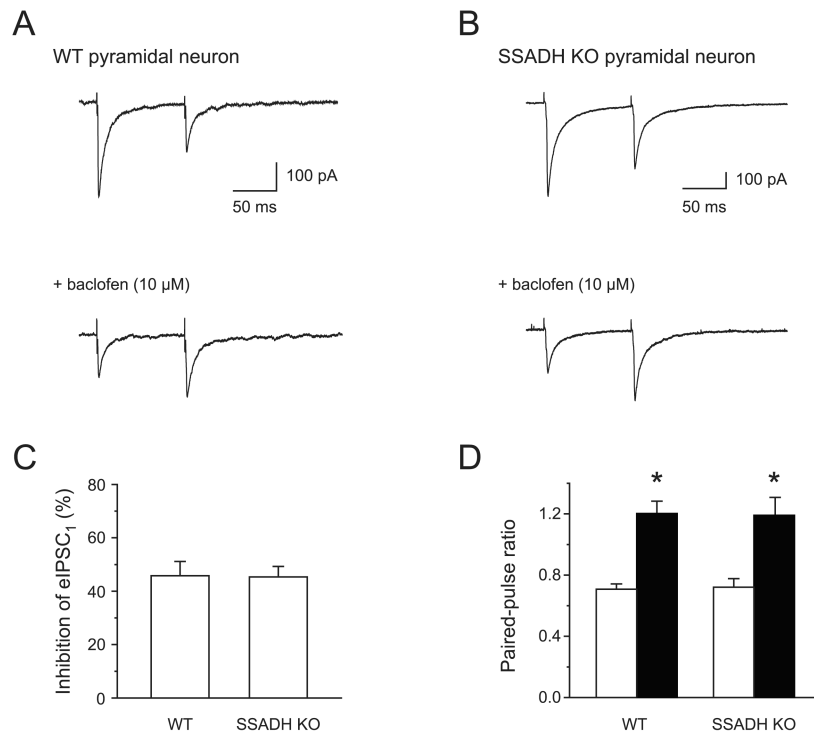 A
WT pyramidal neuron
100 pA
50 ms
+ baclofen (10 µM)
B
SSADH KO pyramidal neuron
100 pA
50 ms
+ baclofen (10 µM)
C
Inhibition of eIPSC1 (%)
80
60
40
20
0
WT SSADH KO
D
Paired-pulse ratio
1.2
0.8
0.4
0.0
* *
WT SSADH KO